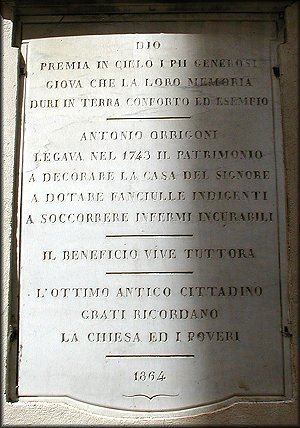 DIO
PREMIA IN CIELO I PII GENEROSI
GIOVA CHE LA LORO MEMORIA
DURI IN TERRA CONFORTO ED ESEMPIO
ANTONIO ORRIGONI
LEGAVA NEL 1743 IL PATRIMONIO
A DECORARE LA CASA DEL SIGNORE
A DOTARE FANCIULLE INDIGENTI
A SOCCORRERE INFERMI INCURABILI
IL BENEFICIO VIVE TUTTORA
L'OTTIMO ANTICO CITTADINO
GRATI RICORDANO
LA CHIESA ED I POVERI
1864